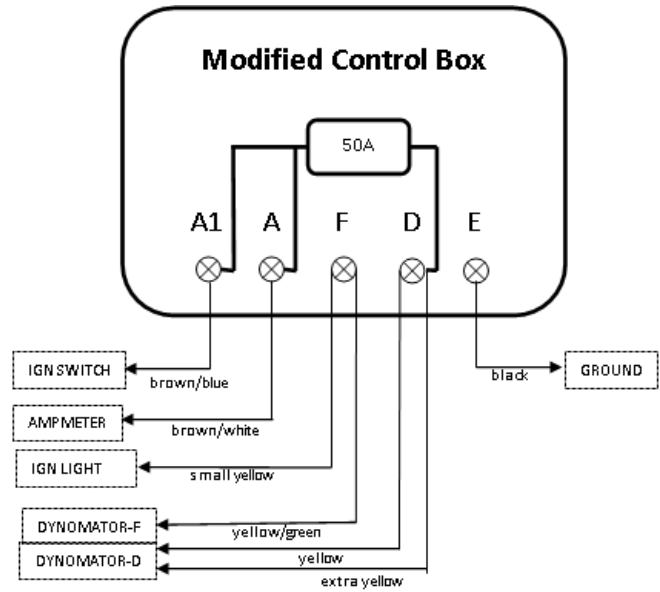 Modified Control Box
50A
A1 A F D E
IGN SWITCH
brown/blue
black
GROUND
AMPMETER
brown/white
IGN LIGHT
small yellow
DYNOMATOR-F
yellow/green
DYNOMATOR-D
yellow
extra yellow